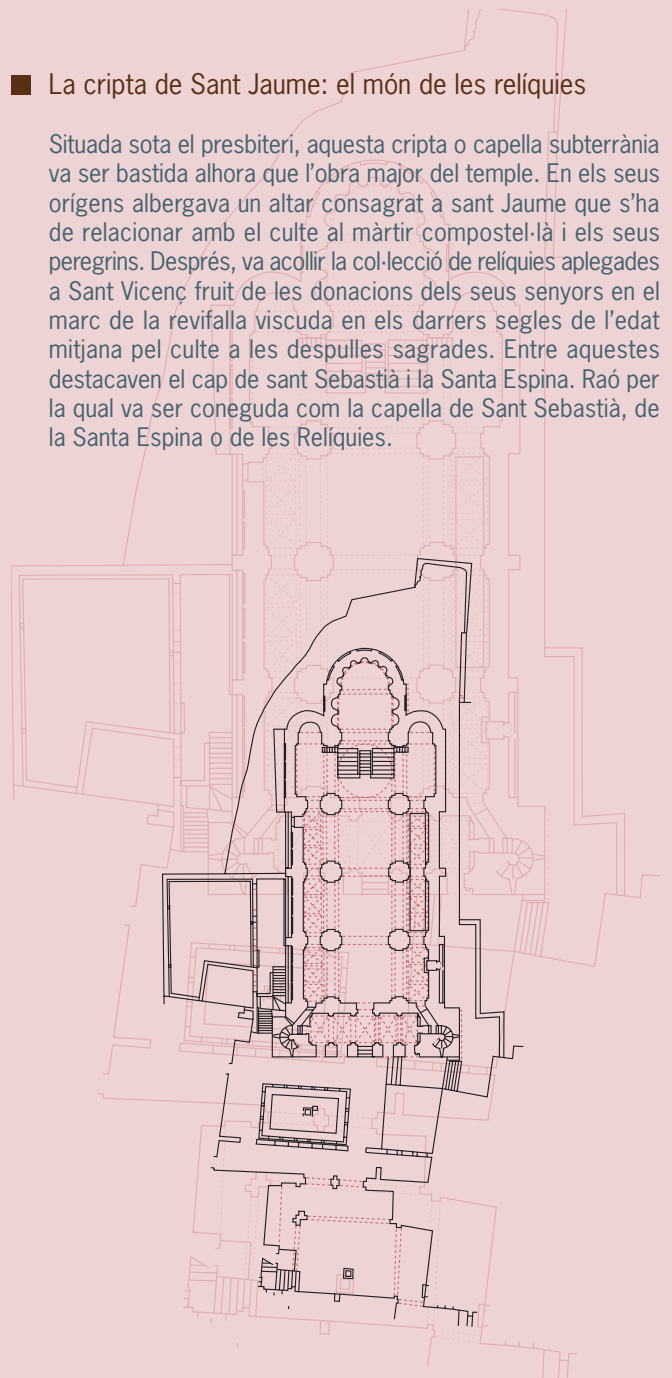 La cripta de Sant Jaume: el món de les relíquies
Situada sota el presbiteri, aquesta cripta o capella subterrània
va ser bastida alhora que l’obra major del temple. En els seus
orígens albergava un altar consagrat a sant Jaume que s’ha
de relacionar amb el culte al màrtir compostel·là i els seus
peregrins. Després, va acollir la col·lecció de relíquies aplegades
a Sant Vicenç fruit de les donacions dels seus senyors en el
marc de la revifalla viscuda en els darrers segles de l’edat
mitjana pel culte a les despulles sagrades. Entre aquestes
destacaven el cap de sant Sebastià i la Santa Espina. Raó per
la qual va ser coneguda com la capella de Sant Sebastià, de
la Santa Espina o de les Relíquies.